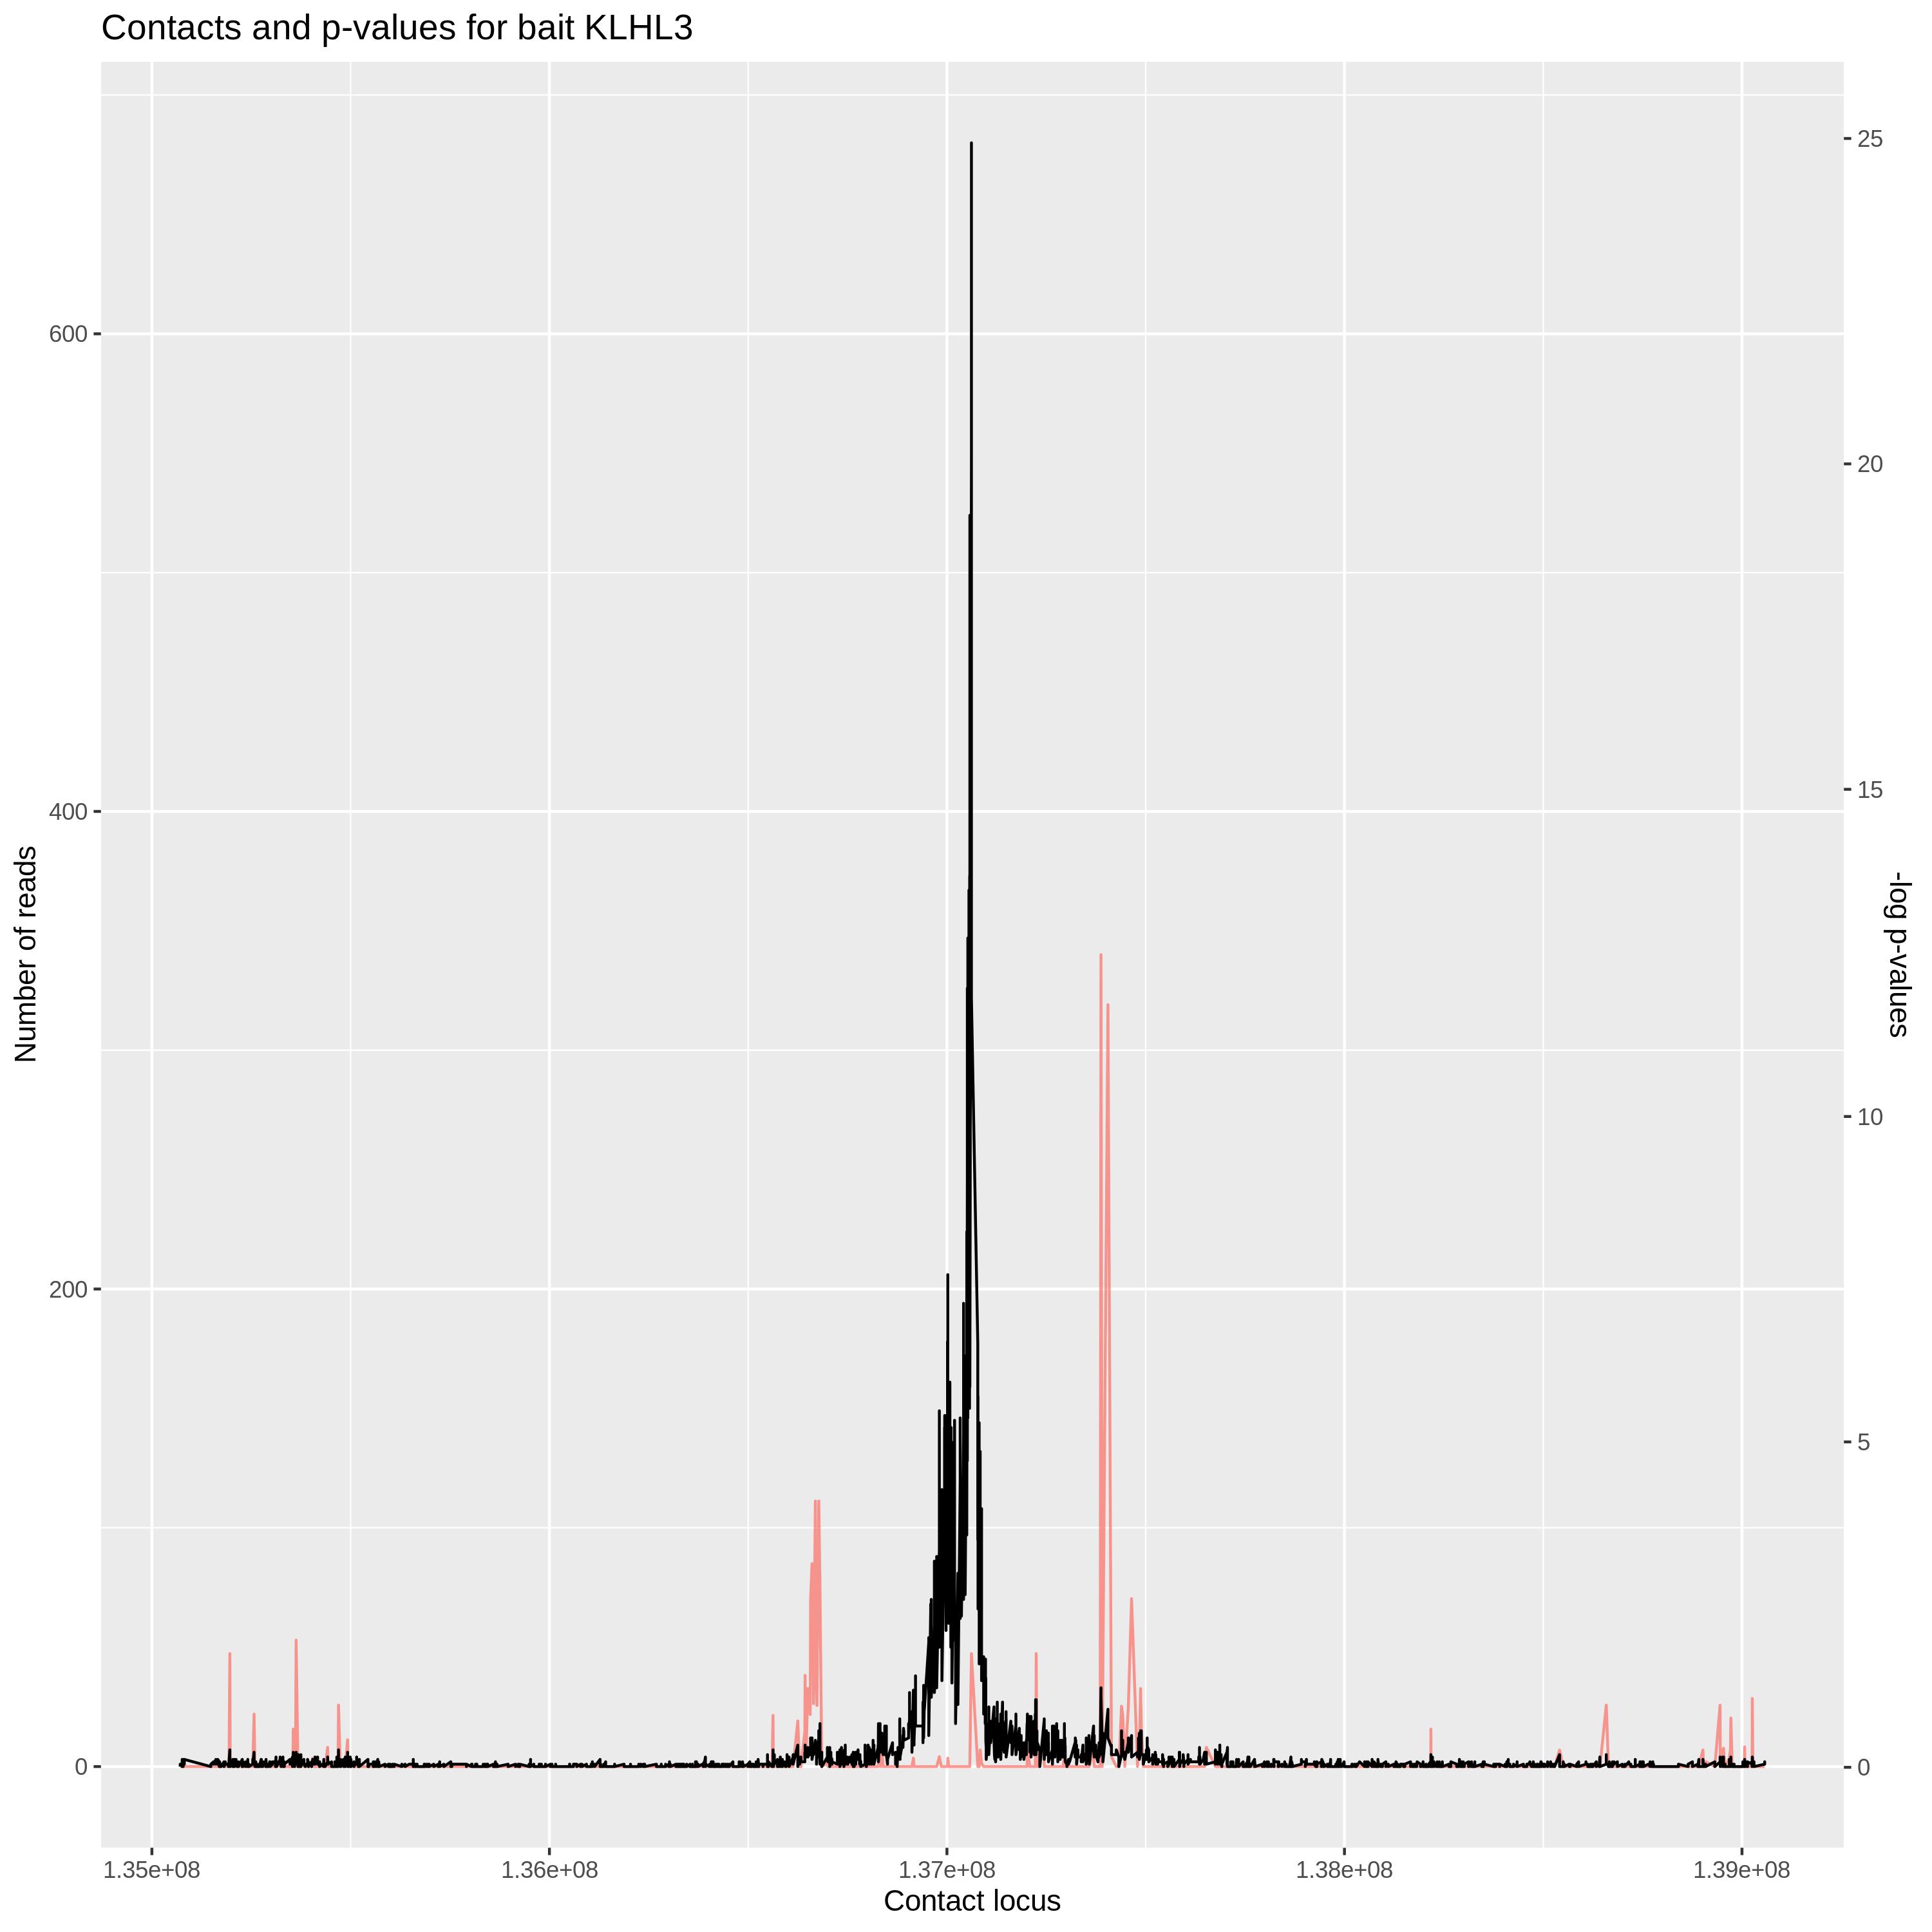 Contacts and p-values for bait KLHL3
600
400
200
0
Number of reads
25
20
15
10
5
0
-log p-values
1.35e+08 1.36e+08 1.37e+08 1.38e+08 1.39e+08
Contact locus